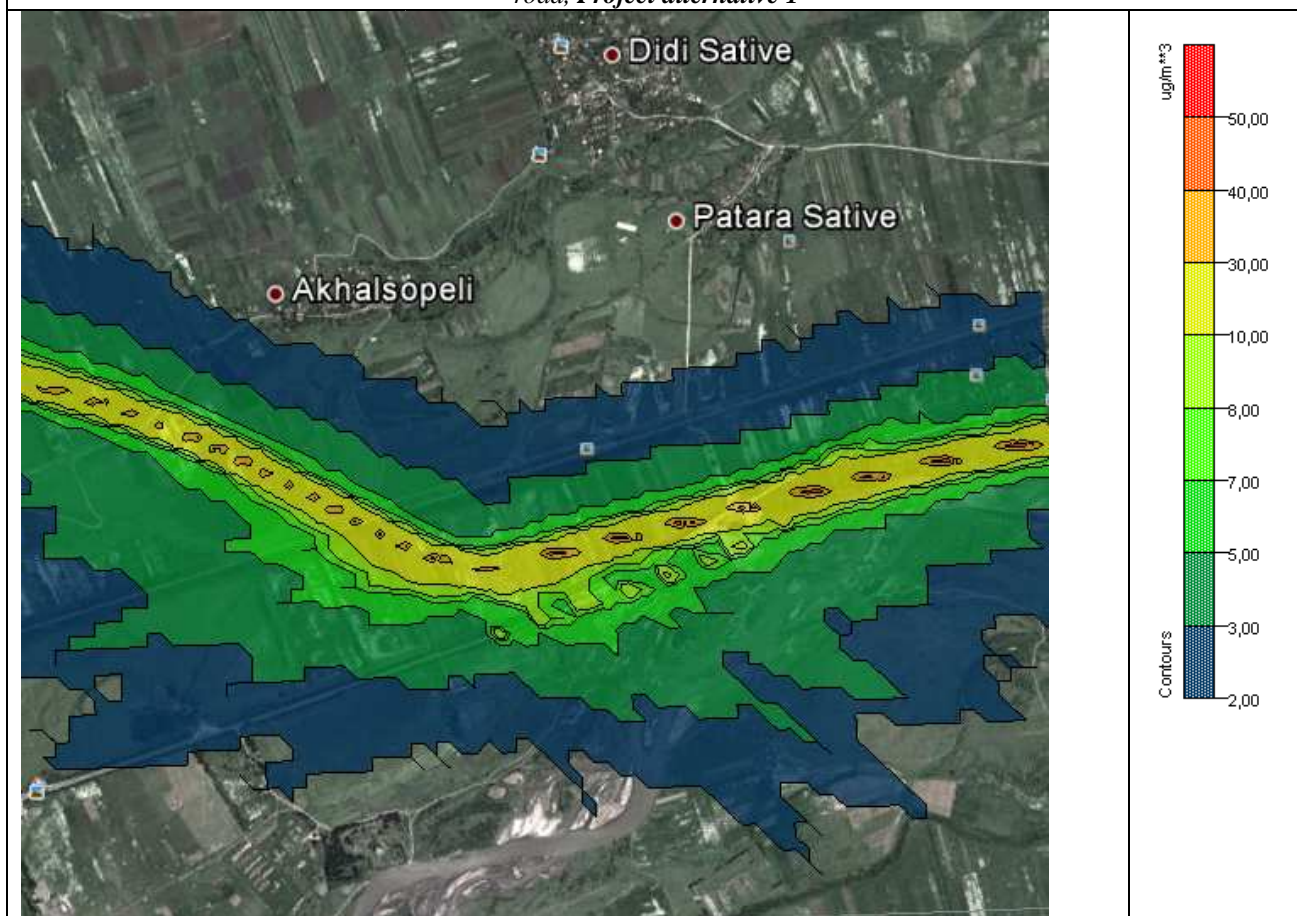 road, Project alternative 1
Didi Sative
Patara Sative
Akhalsopeli
ug/m**3
50,00
40,00
30,00
10,00
8,00
7,00
5,00
3,00
2,00
Contours